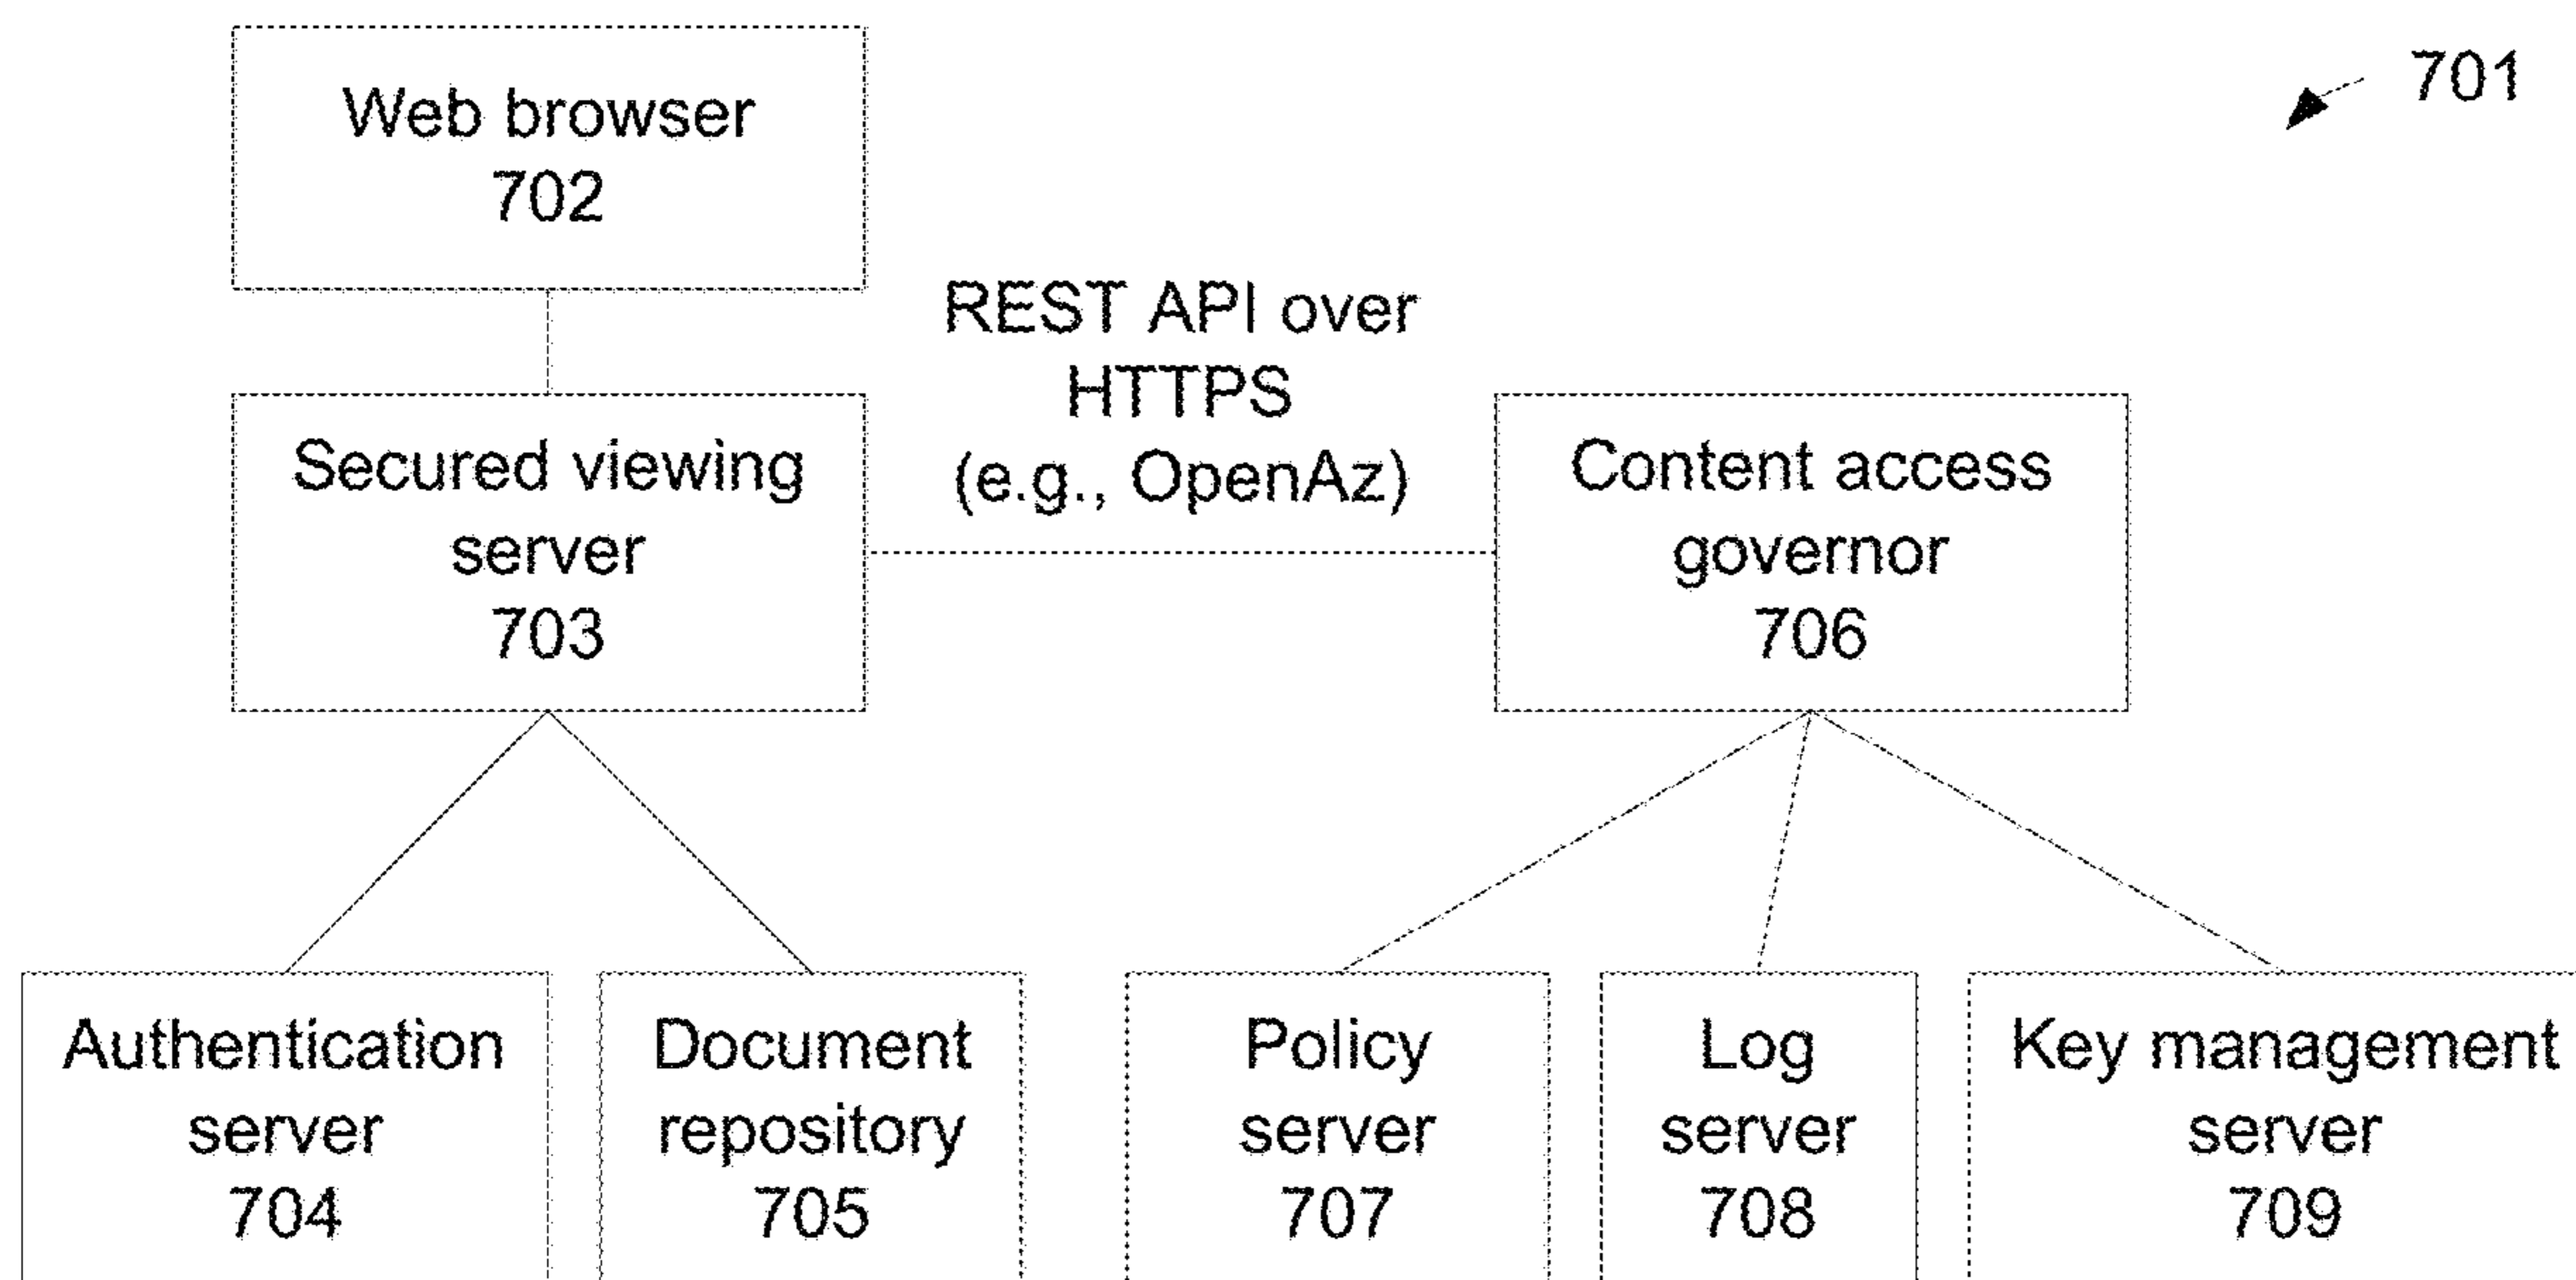 Web browser
702
701
REST API over
HTTPS
(e.g., OpenAz)
Secured viewing
server
703
Content access
governor
706
Authentication
server
704
Document
repository
705
Policy
server
707
Log
server
708
Key management
server
709